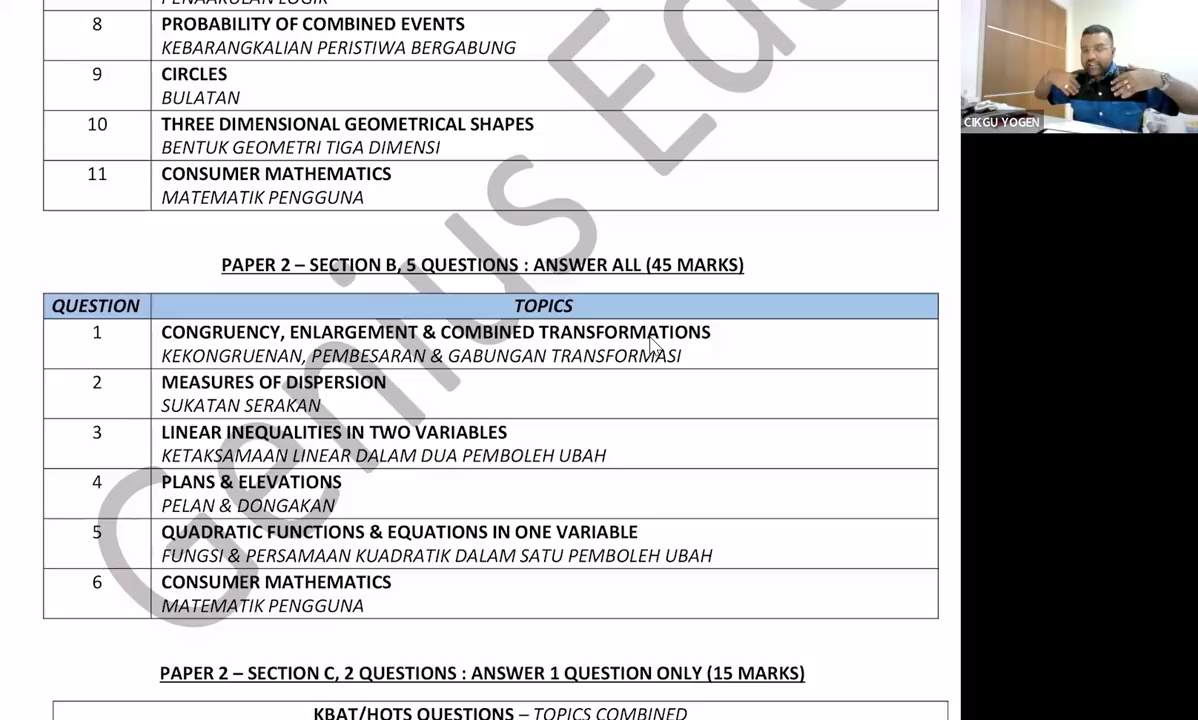 PENAAKULAN LOGIK
8 PROBABILITY OF COMBINED EVENTS
KEBARANGKALIAN PERISTIWA BERGABUNG
9 CIRCLES
BULATAN
10 THREE DIMENSIONAL GEOMETRICAL SHAPES
BENTUK GEOMETRI TIGA DIMENSI
11 CONSUMER MATHEMATICS
MATEMATIK PENGGUNA
PAPER 2 – SECTION B, 5 QUESTIONS : ANSWER ALL (45 MARKS)
QUESTION TOPICS
1 CONGRUENCY, ENLARGEMENT & COMBINED TRANSFORMATIONS
KEKONGRUENAN, PEMBESARAN & GABUNGAN TRANSFORMASI
2 MEASURES OF DISPERSION
SUKATAN SERAKAN
3 LINEAR INEQUALITIES IN TWO VARIABLES
KETAKSAMAAN LINEAR DALAM DUA PEMBOLEH UBAH
4 PLANS & ELEVATIONS
PELAN & DONGAKAN
5 QUADRATIC FUNCTIONS & EQUATIONS IN ONE VARIABLE
FUNGSI & PERSAMAAN KUADRATIK DALAM SATU PEMBOLEH UBAH
6 CONSUMER MATHEMATICS
MATEMATIK PENGGUNA
PAPER 2 – SECTION C, 2 QUESTIONS : ANSWER 1 QUESTION ONLY (15 MARKS)
KBAT/HOTS QUESTIONS – TOPICS COMBINED
Genius
CIKGU YOGEN